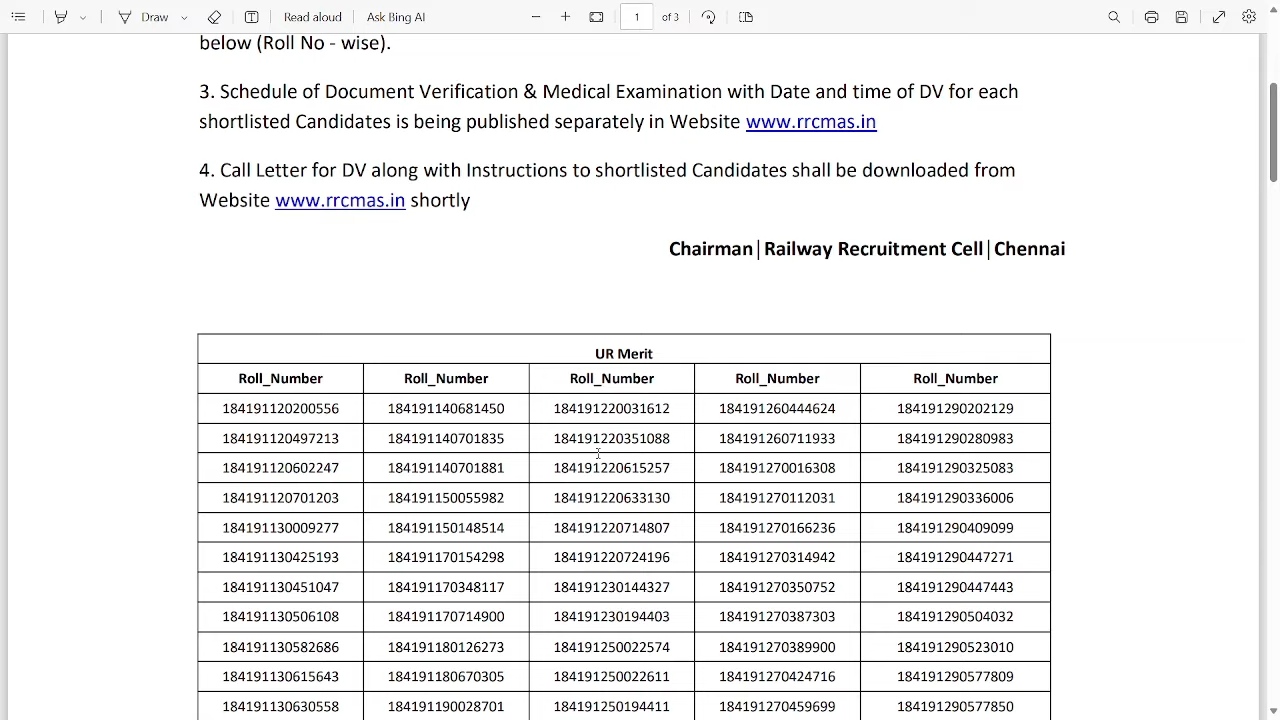 Draw
Read aloud
Ask Bing AI
1 of 3
below (Roll No - wise).
3. Schedule of Document Verification & Medical Examination with Date and time of DV for each
shortlisted Candidates is being published separately in Website www.rrcmas.in
4. Call Letter for DV along with Instructions to shortlisted Candidates shall be downloaded from
Website www.rrcmas.in shortly
Chairman|Railway Recruitment Cell|Chennai
UR Merit
Roll_Number Roll_Number Roll_Number Roll_Number Roll_Number
184191120200556 184191140681450 184191220031612 184191260444624 184191290202129
184191120497213 184191140701835 184191220351088 184191260711933 184191290280983
184191120602247 184191140701881 184191220615257 184191270016308 184191290325083
184191120701203 184191150055982 184191220633130 184191270112031 184191290336006
184191130009277 184191150148514 184191220714807 184191270166236 184191290409099
184191130425193 184191170154298 184191220724196 184191270314942 184191290447271
184191130451047 184191170348117 184191230144327 184191270350752 184191290447443
184191130506108 184191170714900 184191230194403 184191270387303 184191290504032
184191130582686 184191180126273 184191250022574 184191270389900 184191290523010
184191130615643 184191180670305 184191250022611 184191270424716 184191290577809
184191130630558 184191190028701 184191250194411 184191270459699 184191290577850